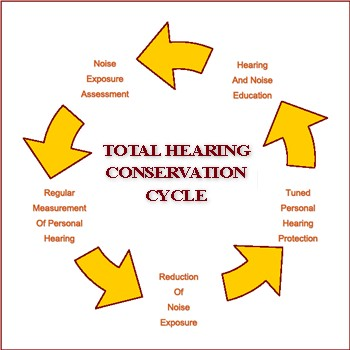 Noise
Exposure
Assessment
Hearing
And Noise
Education
TOTAL HEARING
CONSERVATION
CYCLE
Regular
Measurement
Of Personal
Hearing
Tuned
Personal
Hearing
Protection
Reduction
Of
Noise
Exposure